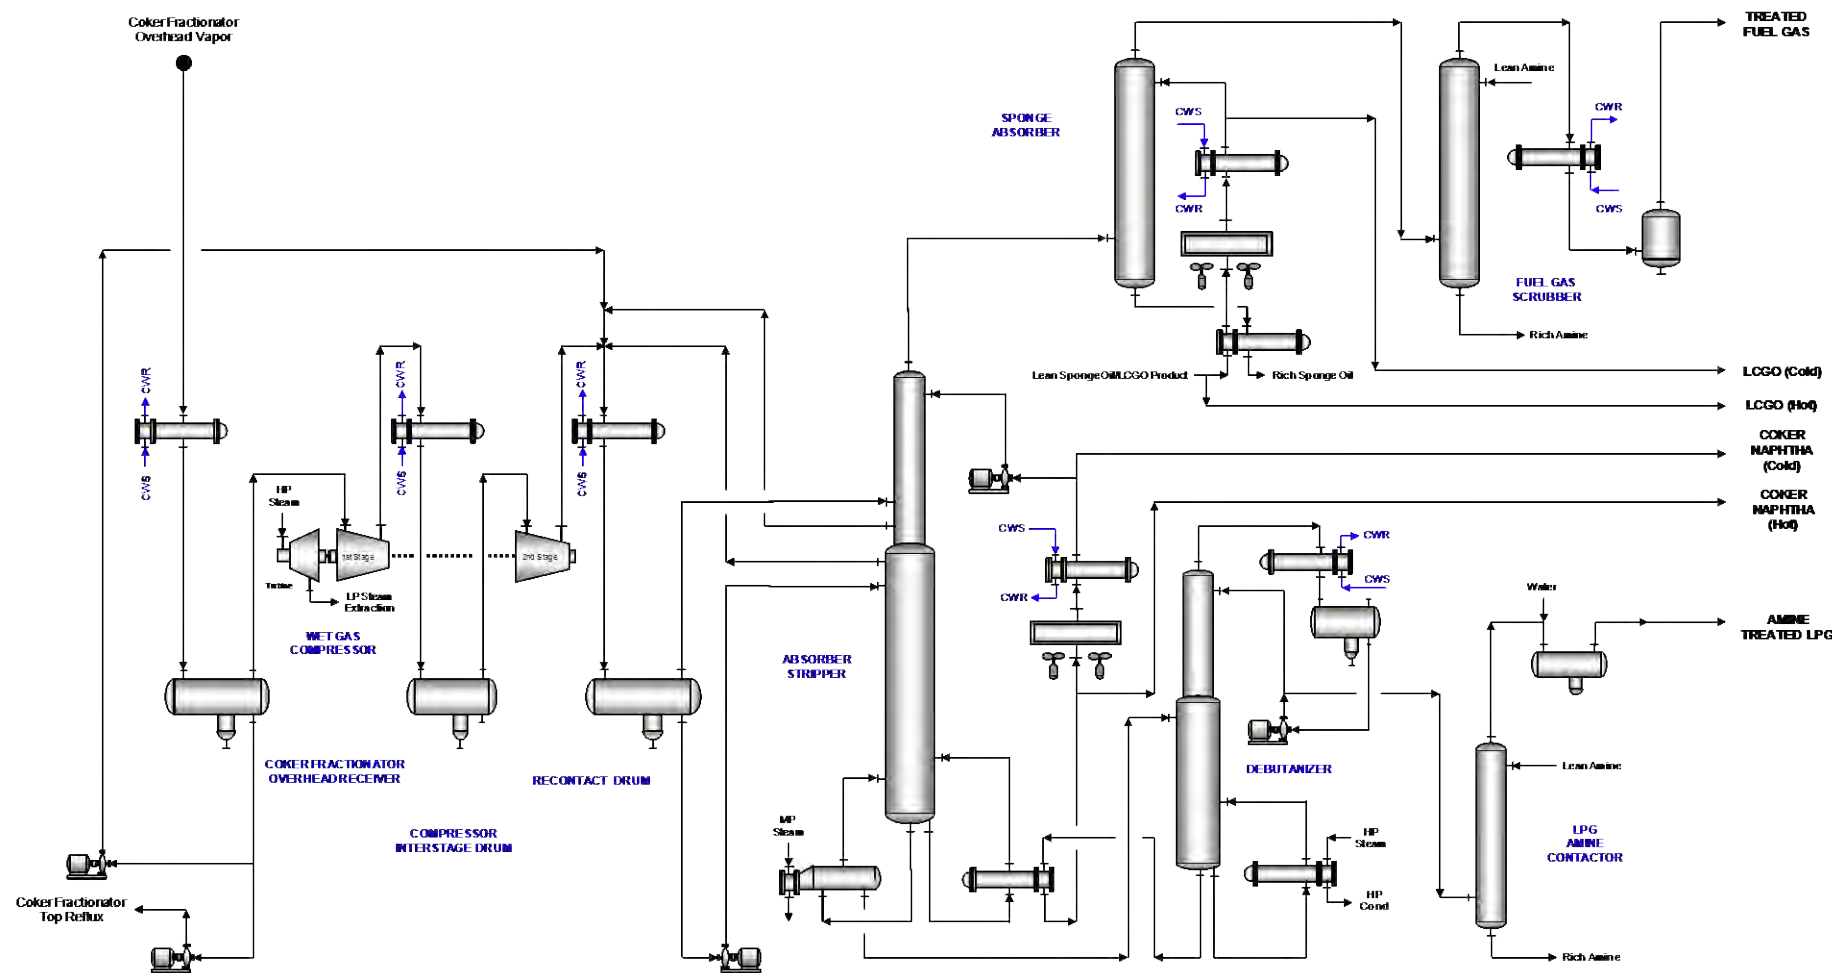 Coker Fractionator
Overhead Vapor
TREATED
FUEL GAS
Lean Amine
CWS
CWR
SPONGE
ABSORBER
CWR
CWS
FUEL GAS
SCRUBBER
Rich Amine
Lean Sponge Oil/LCGO Product
Rich Sponge Oil
LCGO (Cold)
LCGO (Hot)
CWR
CWR
CWR
CWS
CWS
CWS
COKER
NAPHTHA
(Cold)
COKER
NAPHTHA
(Hot)
HP
Steam
1st Stage
2nd Stage
Turbine
LP Steam
Extraction
WET GAS
COMPRESSOR
CWS
CWR
CWR
CWS
Water
AMINE
TREATED LPG
ABSORBER
STRIPPER
COKER FRACTIONATOR
OVERHEAD RECEIVER
RECONTACT DRUM
DEBUTANIZER
Lean Amine
COMPRESSOR
INTERSTAGE DRUM
MP
Steam
HP
Steam
LPG
AMINE
CONTACTOR
HP
Cond
Coker Fractionator
Top Reflux
Rich Amine